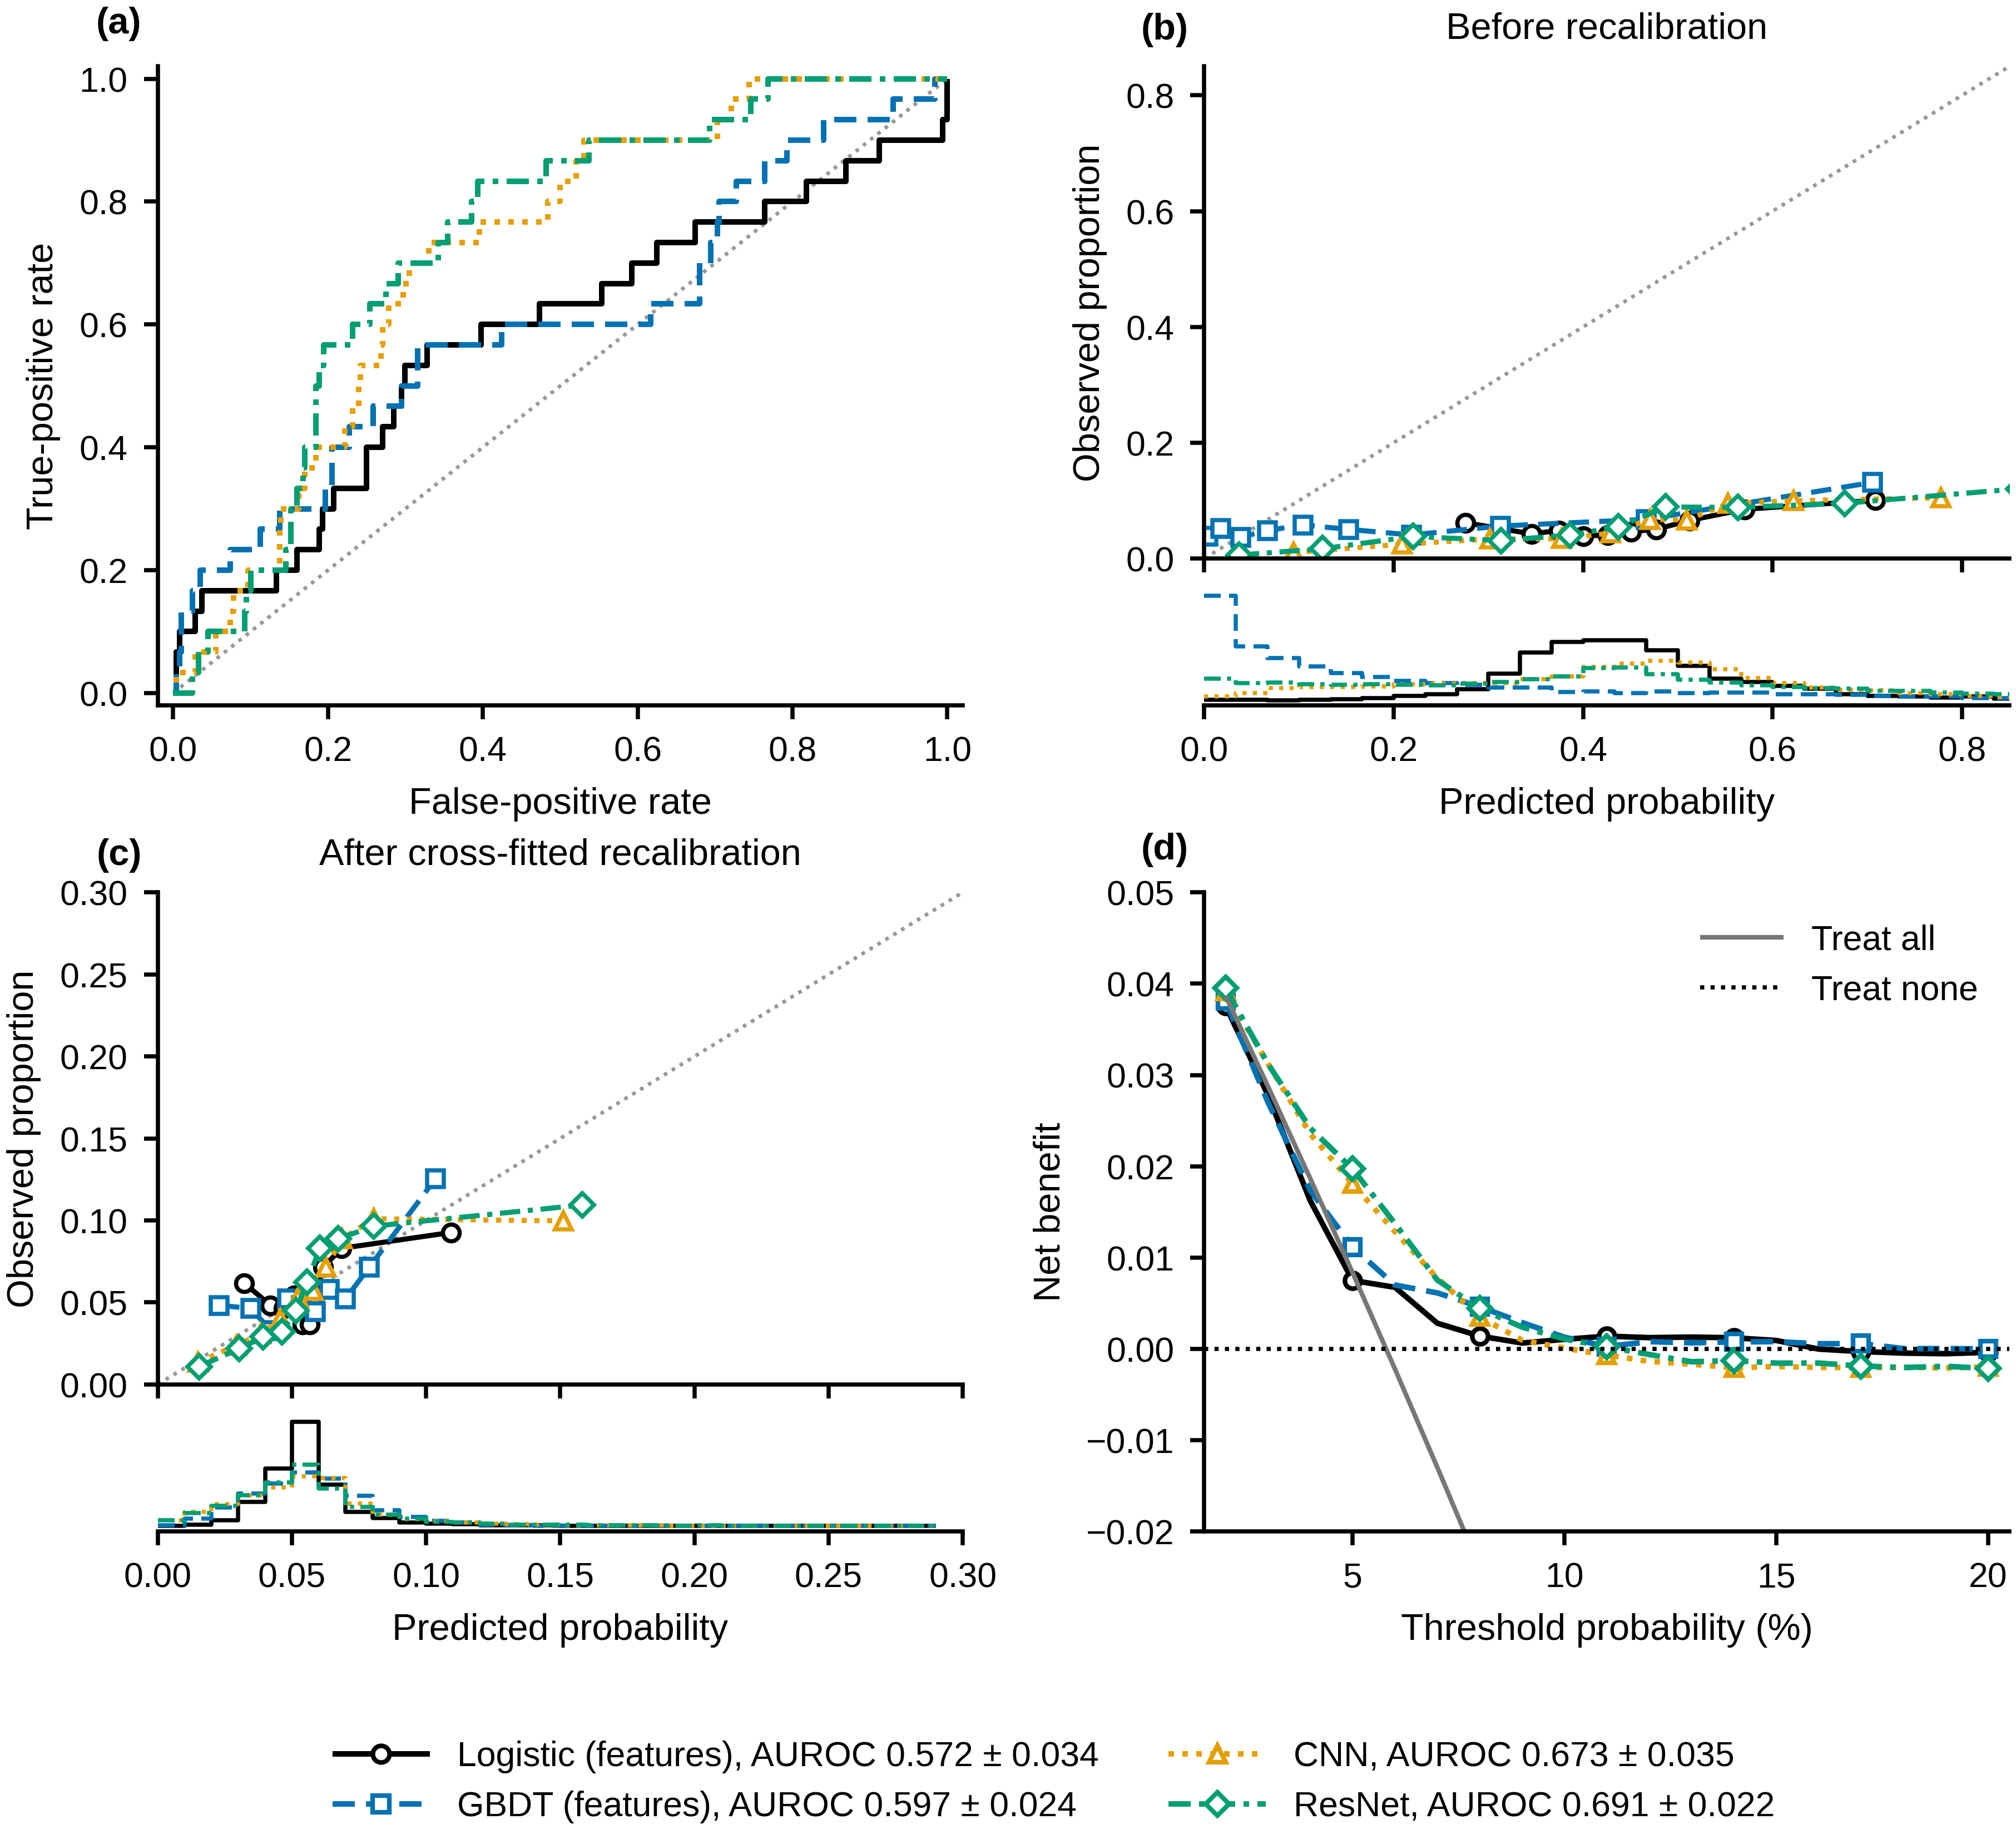 (a)
1.0
0.8
0.6
0.4
0.2
0.0
True-positive rate
0.0 0.2 0.4 0.6 0.8 1.0
False-positive rate
(b)
Before recalibration
0.8
0.6
0.4
0.2
0.0
Observed proportion
0.0 0.2 0.4 0.6 0.8
Predicted probability
(c)
After cross-fitted recalibration
0.30
0.25
0.20
0.15
0.10
0.05
0.00
Observed proportion
0.00 0.05 0.10 0.15 0.20 0.25 0.30
Predicted probability
(d)
0.05
0.04
0.03
0.02
0.01
0.00
−0.01
−0.02
Net benefit
Treat all
Treat none
5 10 15 20
Threshold probability (%)
Logistic (features), AUROC 0.572 ± 0.034
GBDT (features), AUROC 0.597 ± 0.024
CNN, AUROC 0.673 ± 0.035
ResNet, AUROC 0.691 ± 0.022